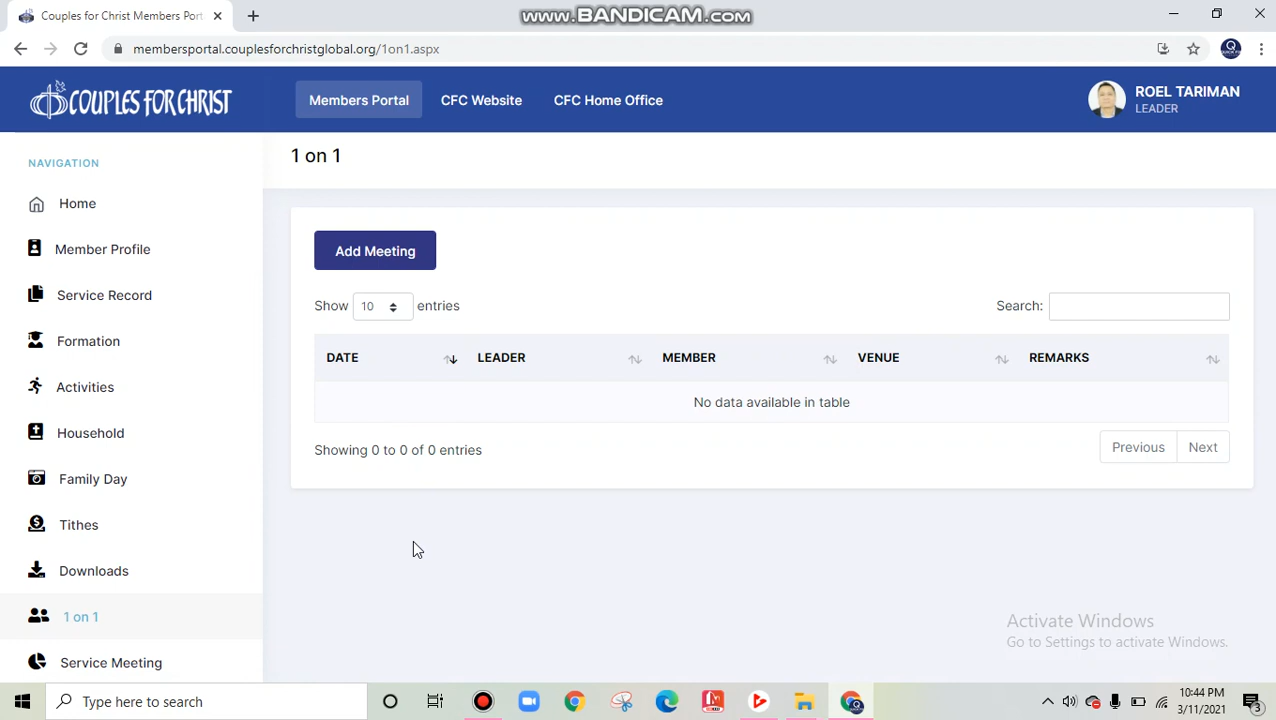 Couples for Christ Members Port
www.BANDICAM.com
membersportal.couplesforchristglobal.org/1on1.aspx
COUPLES FOR CHRIST
Members Portal
CFC Website
CFC Home Office
ROEL TARIMAN
LEADER
NAVIGATION
Home
Member Profile
Service Record
Formation
Activities
Household
Family Day
Tithes
Downloads
1 on 1
Service Meeting
1 on 1
Add Meeting
Show 10 entries
Search:
DATE LEADER MEMBER VENUE REMARKS
No data available in table
Showing 0 to 0 of 0 entries
Previous Next
Activate Windows
Go to Settings to activate Windows.
Type here to search
10:44 PM
3/11/2021
3